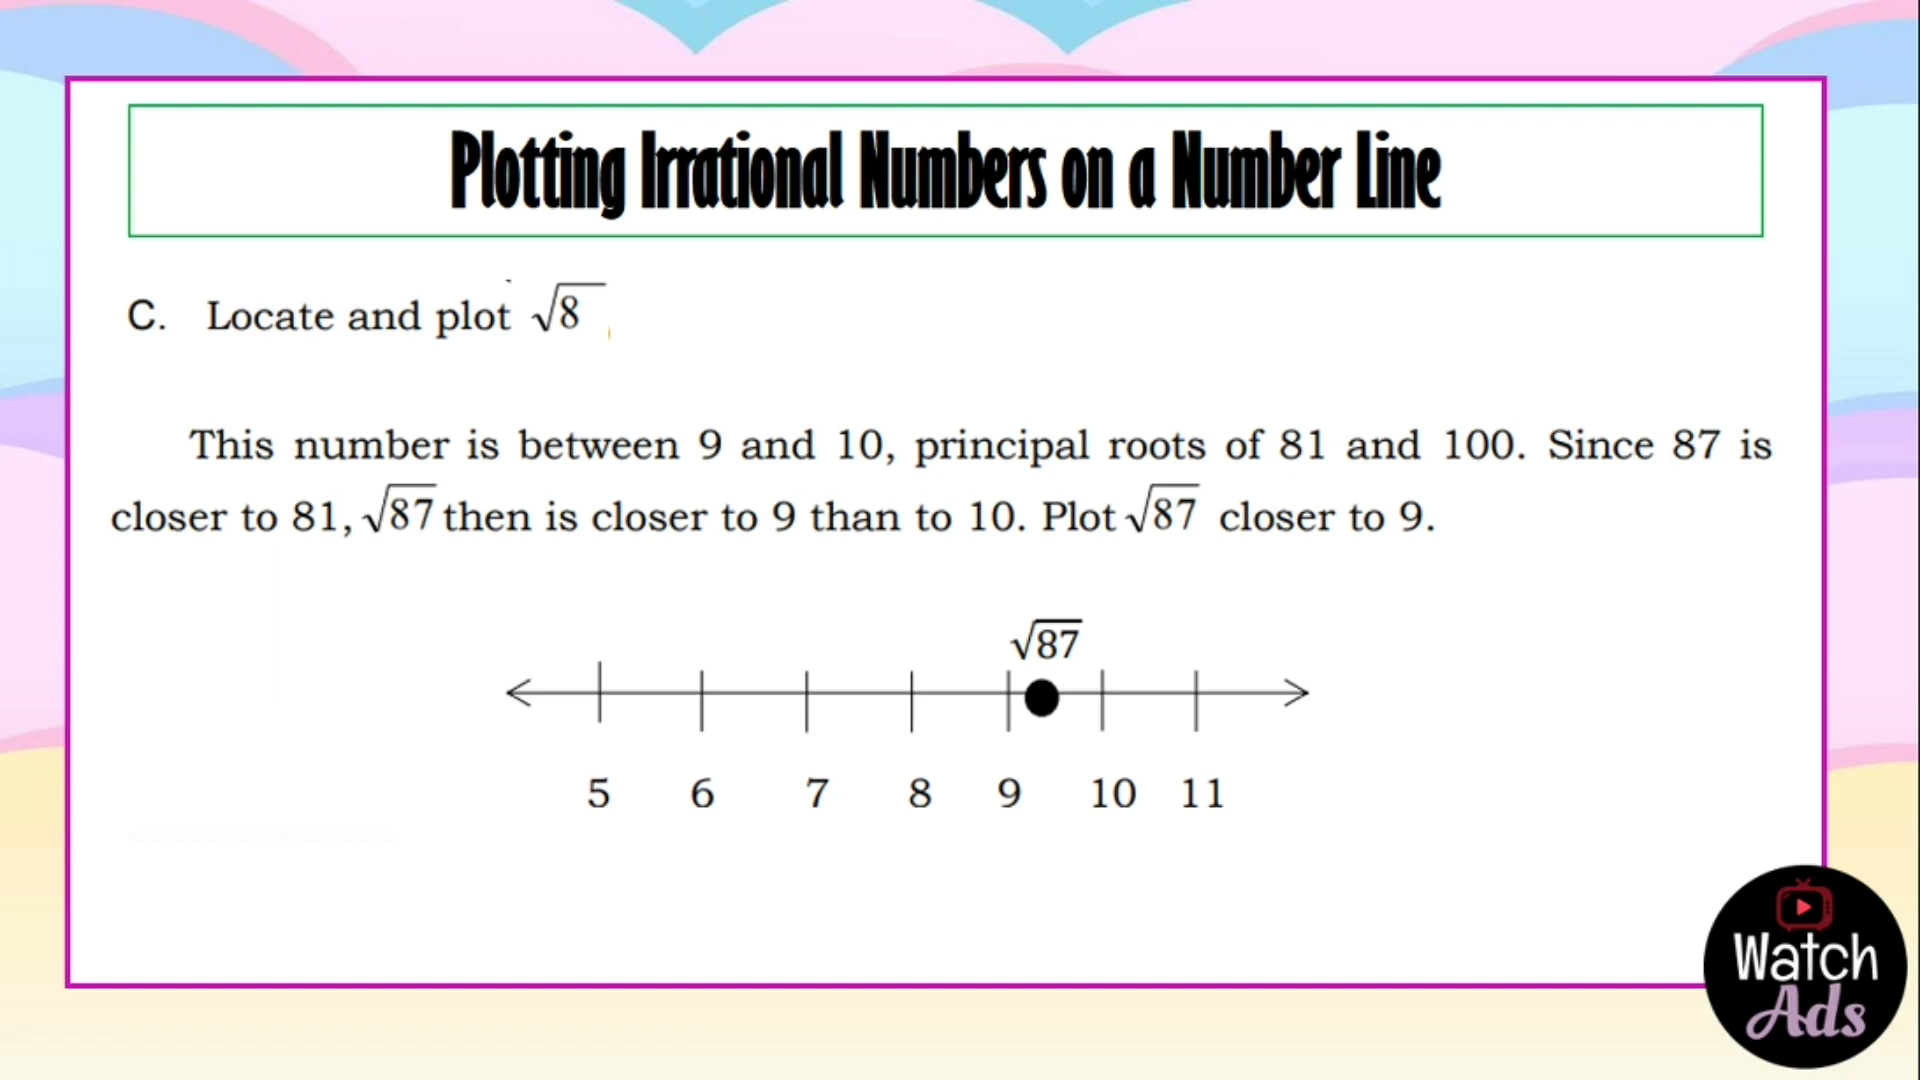 Plotting Irrational Numbers on a Number Line
C. Locate and plot √8
This number is between 9 and 10, principal roots of 81 and 100. Since 87 is
closer to 81, √87 then is closer to 9 than to 10. Plot √87 closer to 9.
√87
5 6 7 8 9 10 11
Watch
Ads